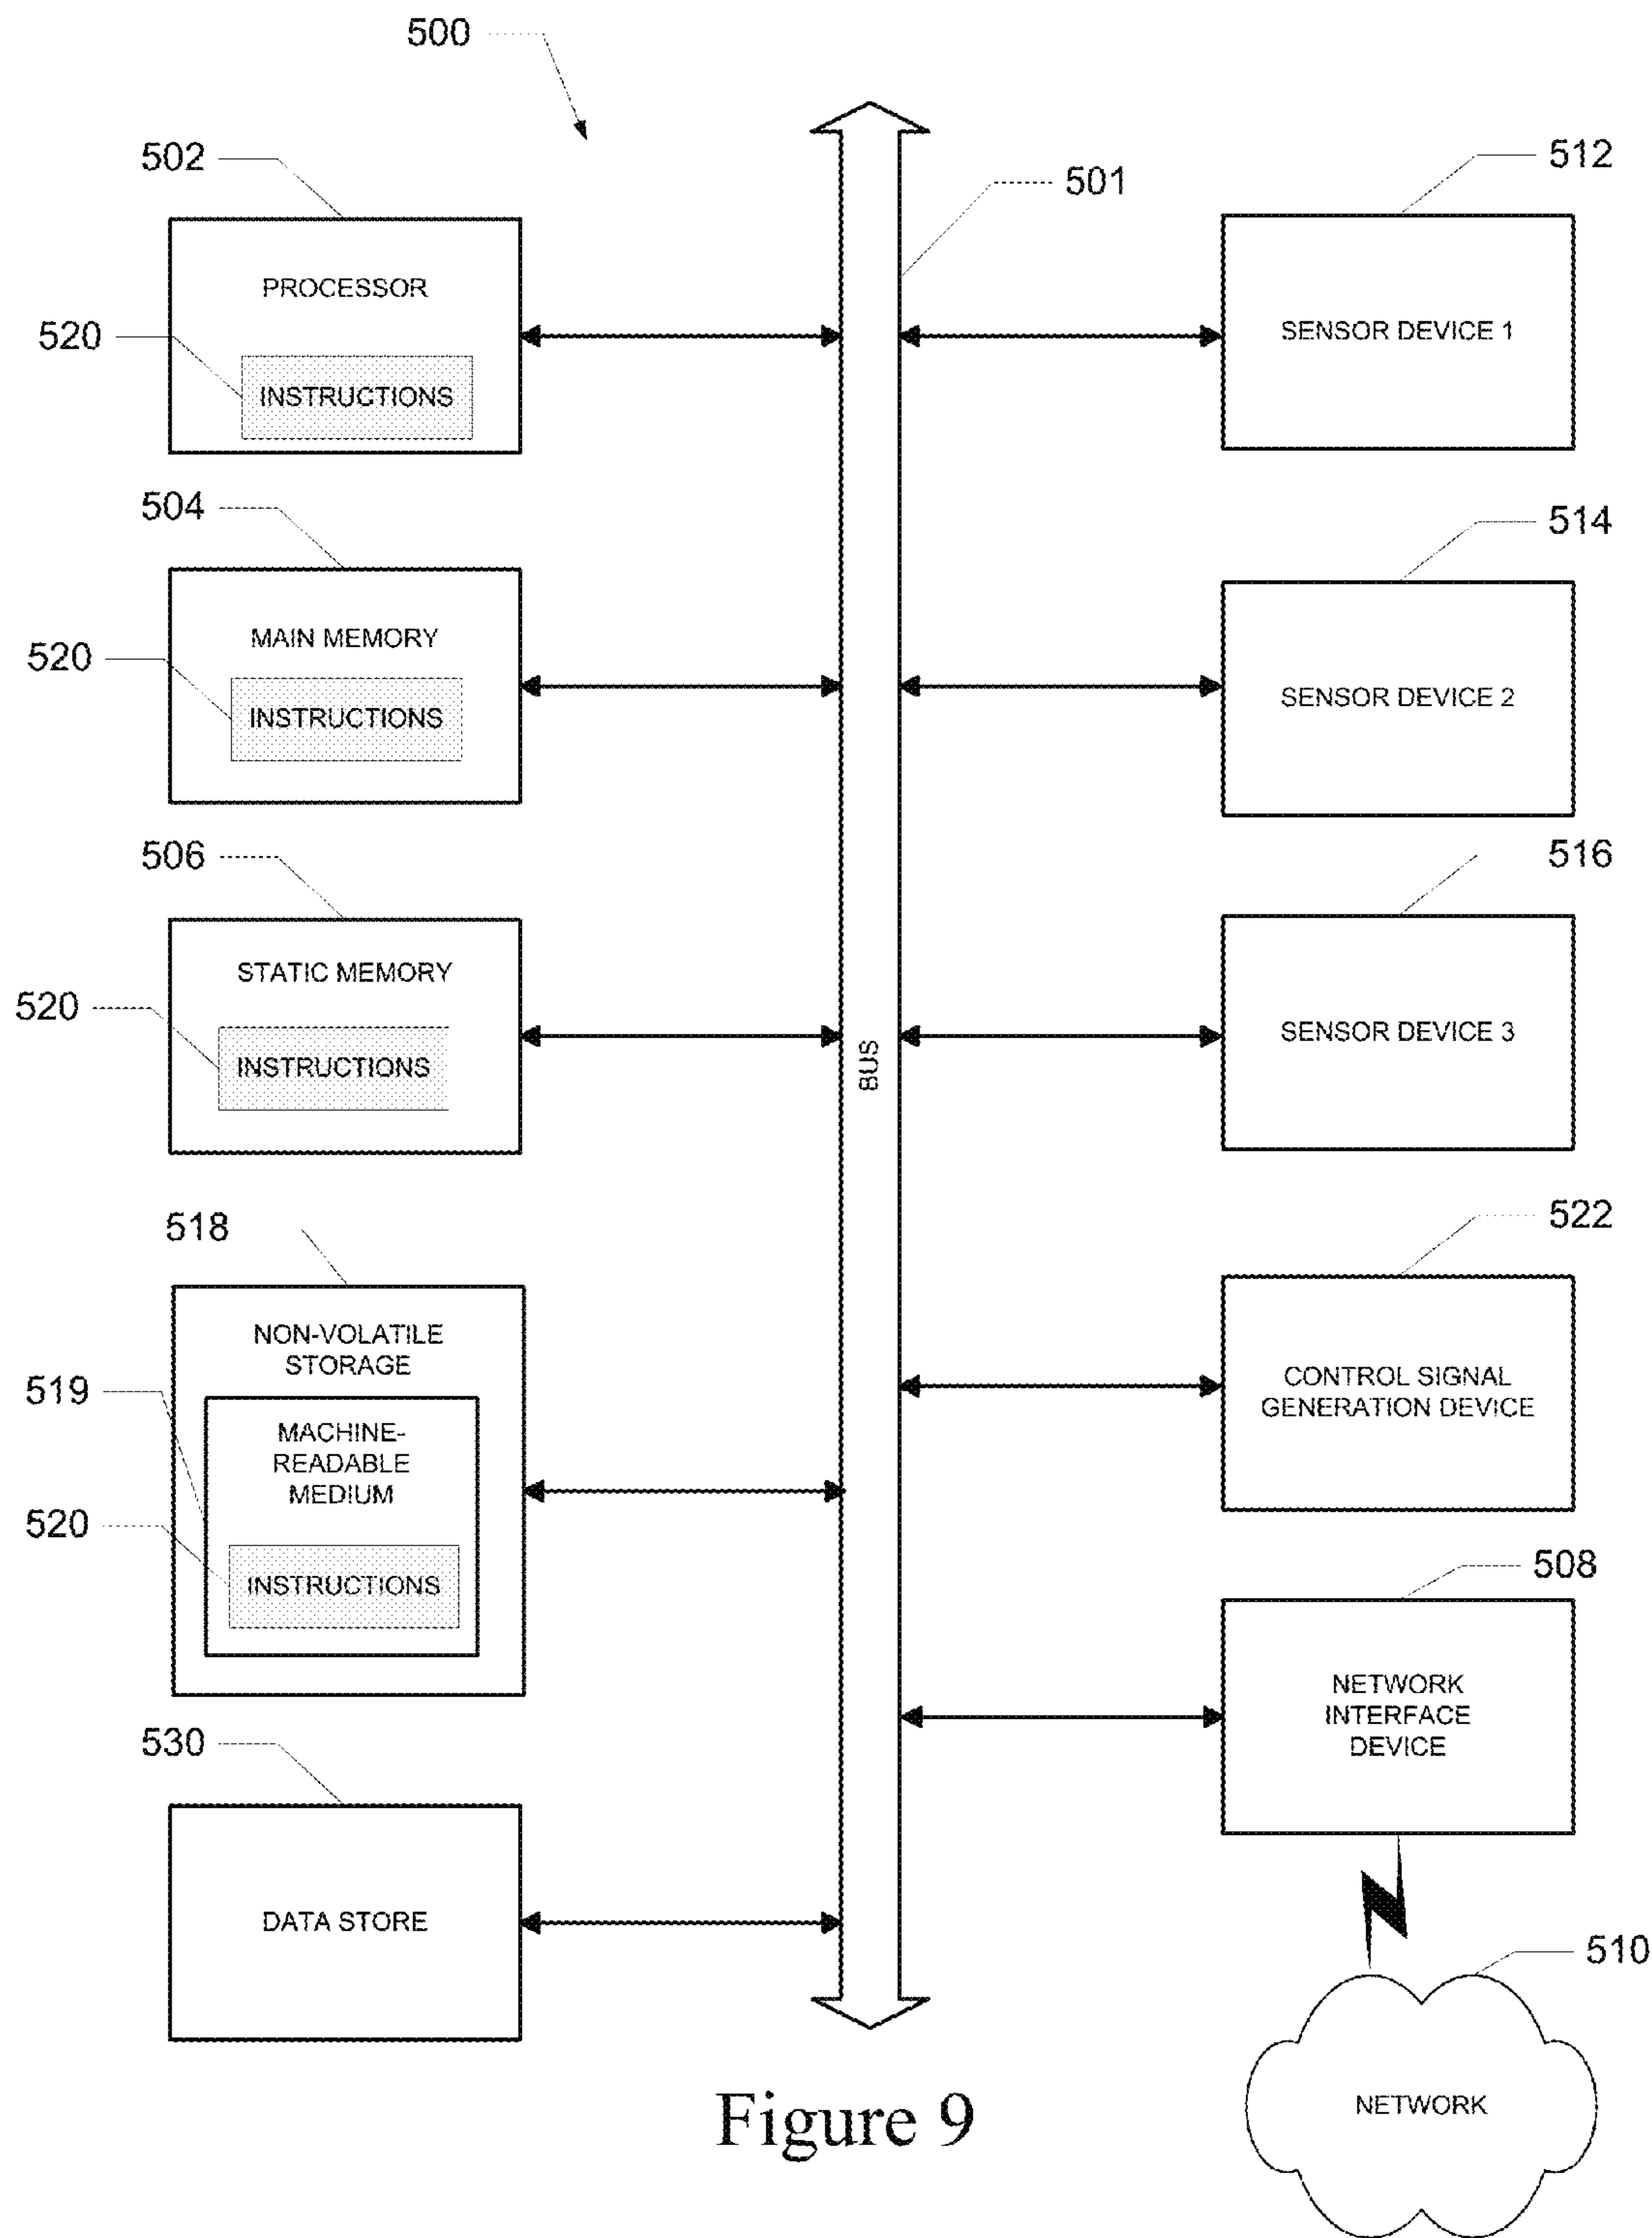 500
502
PROCESSOR
520
INSTRUCTIONS
504
MAIN MEMORY
520
INSTRUCTIONS
506
STATIC MEMORY
520
INSTRUCTIONS
518
NON-VOLATILE
STORAGE
519
MACHINE-
READABLE
MEDIUM
520
INSTRUCTIONS
530
DATA STORE
501
BUS
512
SENSOR DEVICE 1
514
SENSOR DEVICE 2
516
SENSOR DEVICE 3
522
CONTROL SIGNAL
GENERATION DEVICE
508
NETWORK
INTERFACE
DEVICE
510
NETWORK
Figure 9